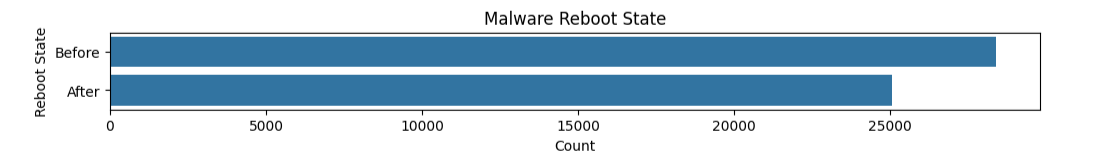 Malware Reboot State
Reboot State
Before
After
0 5000 10000 15000 20000 25000
Count